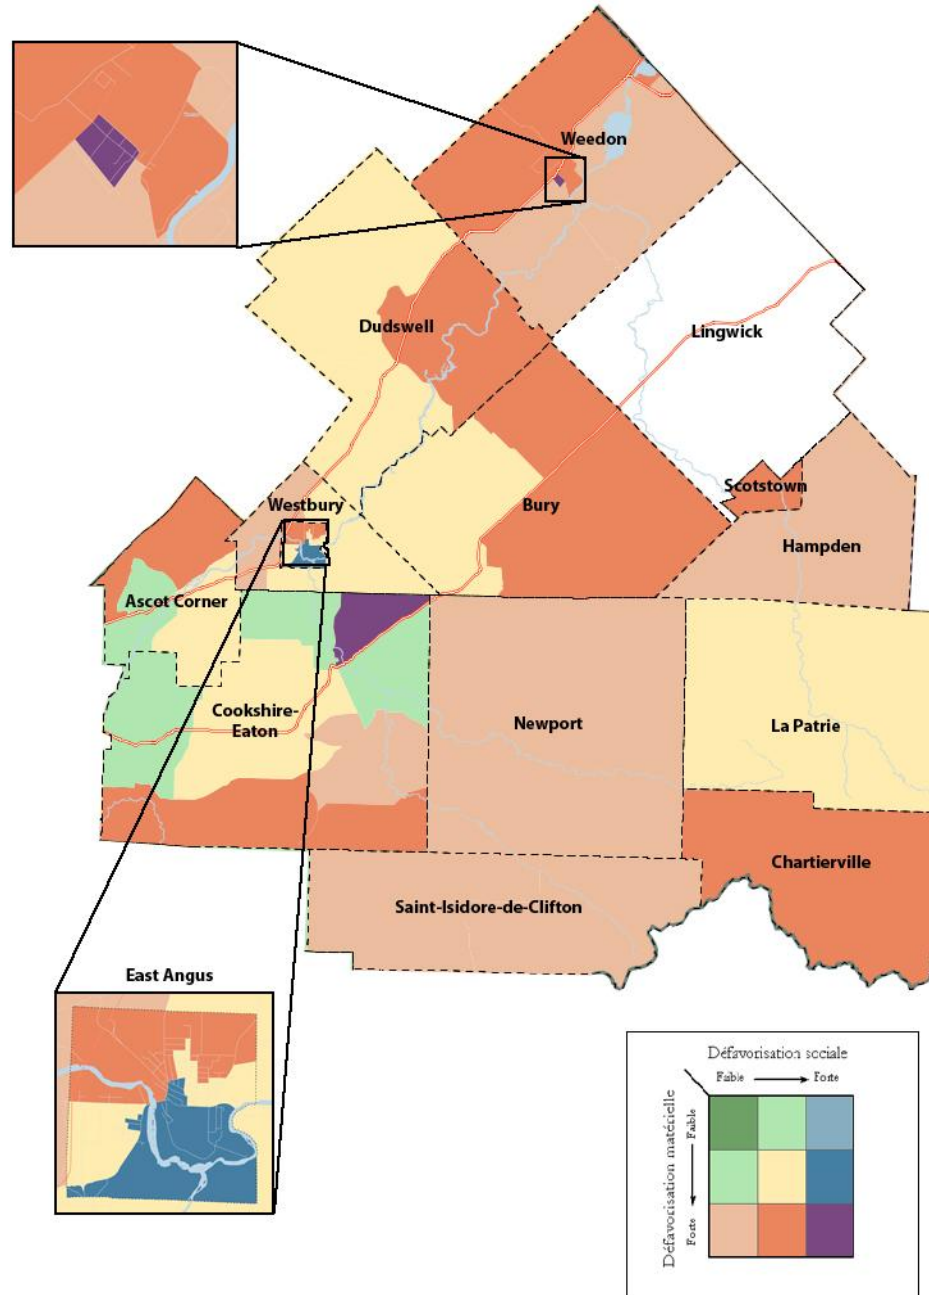 Weedon
Dudswell
Lingwick
Westbury
Bury
Scotstown
Hampden
Ascot Corner
Cookshire-
Eaton
Newport
La Patrie
Chartierville
Saint-Isidore-de-Clifton
East Angus
Défavorisation sociale
Faible
Forte
Défavorisation matérielle
Faible
Forte